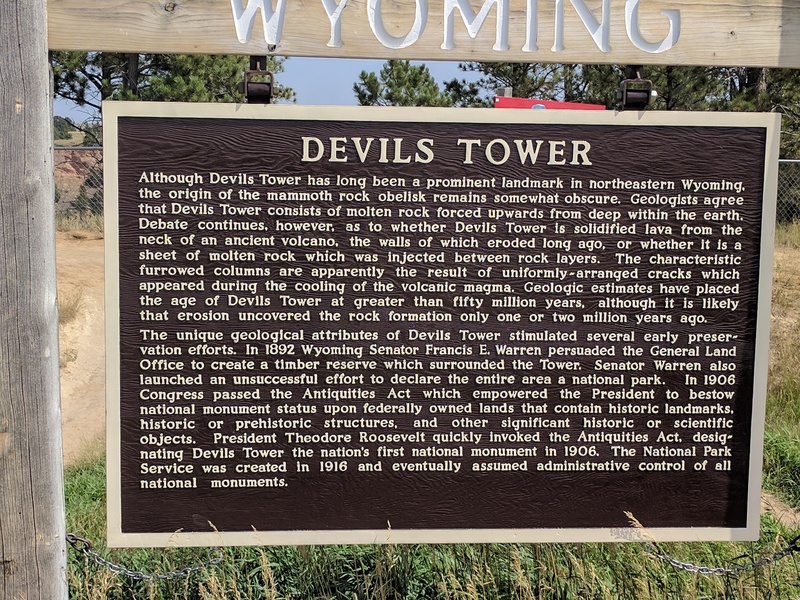 WYOMING
DEVILS TOWER
Although Devils Tower has long been a prominent landmark in northeastern Wyoming,
the origin of the mammoth rock obelisk remains somewhat obscure. Geologists agree
that Devils Tower consists of molten rock forced upwards from deep within the earth.
Debate continues, however, as to whether Devils Tower is solidified lava from the
neck of an ancient volcano, the walls of which eroded long ago, or whether it is a
sheet of molten rock which was injected between rock layers. The characteristic
furrowed columns are apparently the result of uniformly-arranged cracks which
appeared during the cooling of the volcanic magma. Geologic estimates have placed
the age of Devils Tower at greater than fifty million years, although it is likely
that erosion uncovered the rock formation only one or two million years ago.
The unique geological attributes of Devils Tower stimulated several early preser-
vation efforts. In 1892 Wyoming Senator Francis E. Warren persuaded the General Land
Office to create a timber reserve which surrounded the Tower. Senator Warren also
launched an unsuccessful effort to declare the entire area a national park. In 1906
Congress passed the Antiquities Act which empowered the President to bestow
national monument status upon federally owned lands that contain historic landmarks,
historic or prehistoric structures, and other significant historic or scientific
objects. President Theodore Roosevelt quickly invoked the Antiquities Act, desig-
nating Devils Tower the nation's first national monument in 1906. The National Park
Service was created in 1916 and eventually assumed administrative control of all
national monuments.